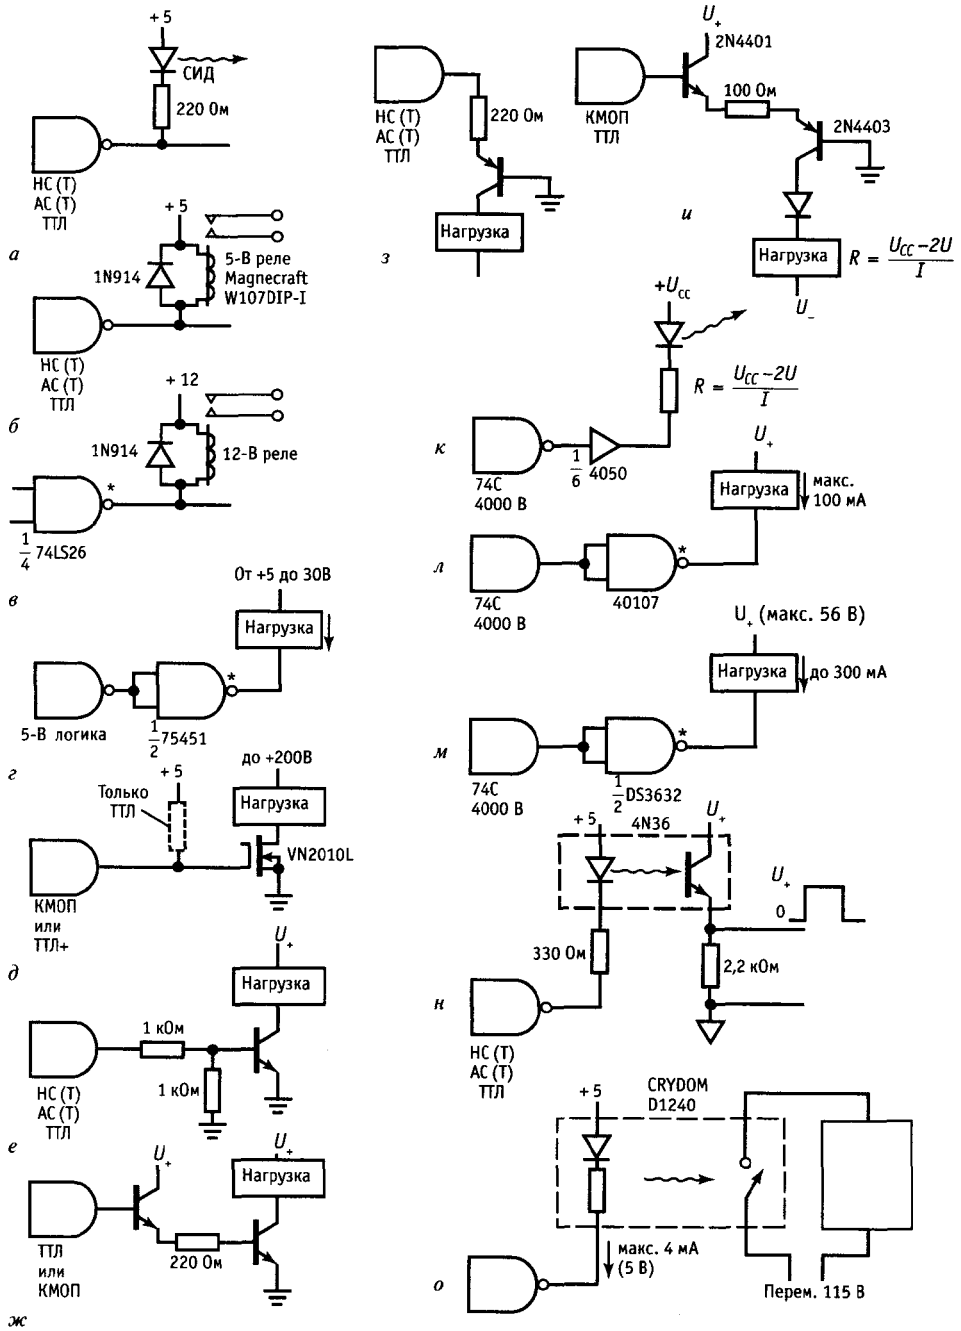 + 5
СИД
220 Ом
НС (Т)
АС (Т)
ТТЛ
а
+ 5
1N914
5-В реле
Magnecraft
W107DIP-I
НС (Т)
АС (Т)
ТТЛ
б
+ 12
1N914
12-В реле
*
1/4 74LS26
в
От +5 до 30В
Нагрузка
*
5-В логика
1/2 75451
г
+ 5
Только
ТТЛ
до +200В
Нагрузка
VN2010L
КМОП
или
ТТЛ+
д
U+
Нагрузка
1 кОм
1 кОм
НС (Т)
АС (Т)
ТТЛ
е
U+
U+
Нагрузка
220 Ом
ТТЛ
или
КМОП
ж
НС (Т)
АС (Т)
ТТЛ
220 Ом
Нагрузка
з
U+
2N4401
КМОП
ТТЛ
100 Ом
2N4403
и
Нагрузка
R = (UCC – 2U) / I
U–
+UCC
R = (UCC – 2U) / I
к
1/6 4050
74С
4000 В
U+
Нагрузка
макс.
100 мА
*
л
40107
74С
4000 В
U+ (макс. 56 В)
Нагрузка
до 300 мА
*
м
1/2 DS3632
74С
4000 В
+ 5
4N36
U+
U+
0
330 Ом
2,2 кОм
н
НС (Т)
АС (Т)
ТТЛ
+ 5
CRYDOM
D1240
макс. 4 мА
(5 В)
Перем. 115 В
о